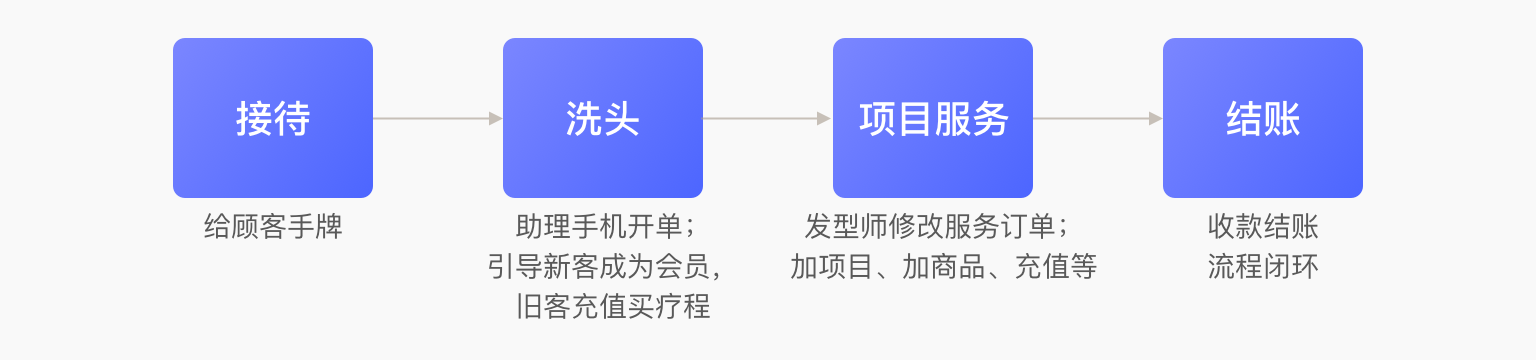 接待
洗头
项目服务
结账
给顾客手牌
助理手机开单；
引导新客成为会员，
旧客充值买疗程
发型师修改服务订单；
加项目、加商品、充值等
收款结账
流程闭环